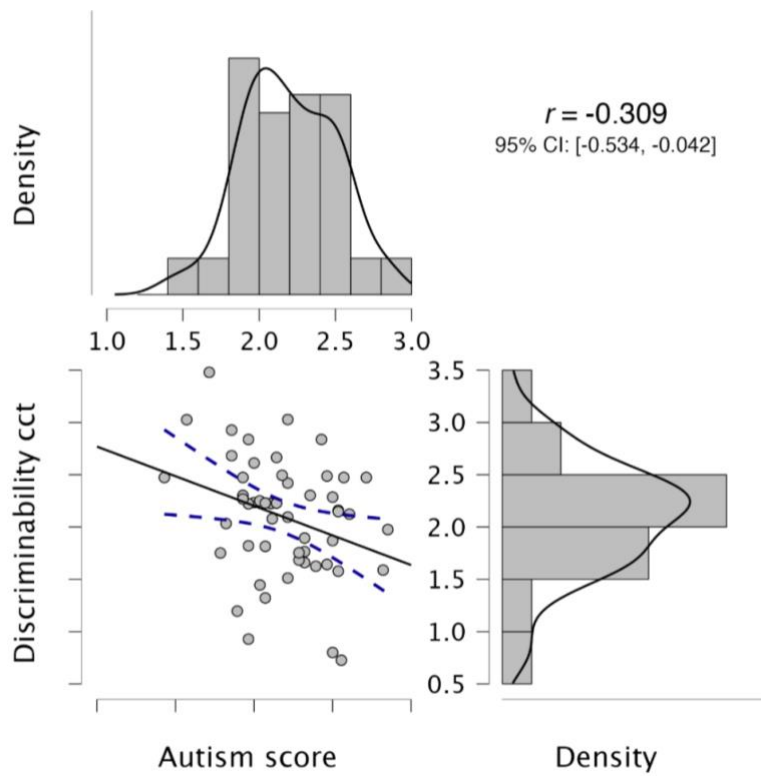 Density
r = -0.309
95% CI: [-0.534, -0.042]
1.0 1.5 2.0 2.5 3.0
Discriminability cct
3.5
3.0
2.5
2.0
1.5
1.0
0.5
Autism score
Density